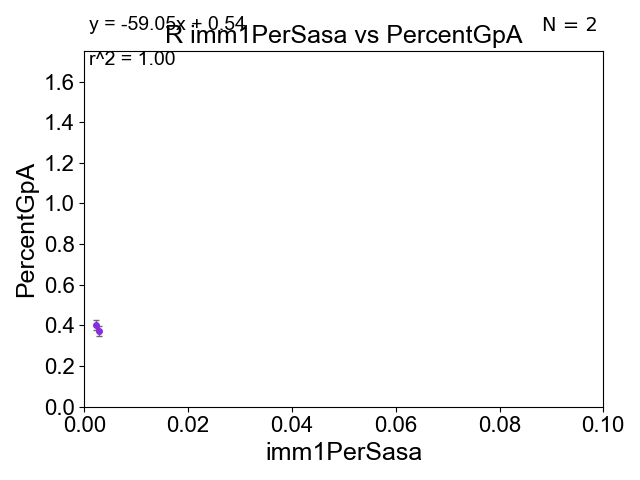 y = -59.05x + 0.54
N = 2
R imm1PerSasa vs PercentGpA
r^2 = 1.00
PercentGpA
1.6
1.4
1.2
1.0
0.8
0.6
0.4
0.2
0.0
0.00 0.02 0.04 0.06 0.08 0.10
imm1PerSasa